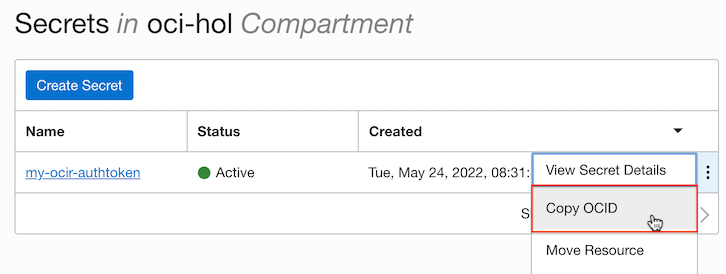 Secrets in oci-hol Compartment
Create Secret
Name Status Created
my-ocir-authtoken Active Tue, May 24, 2022, 08:31:
View Secret Details
Copy OCID
Move Resource